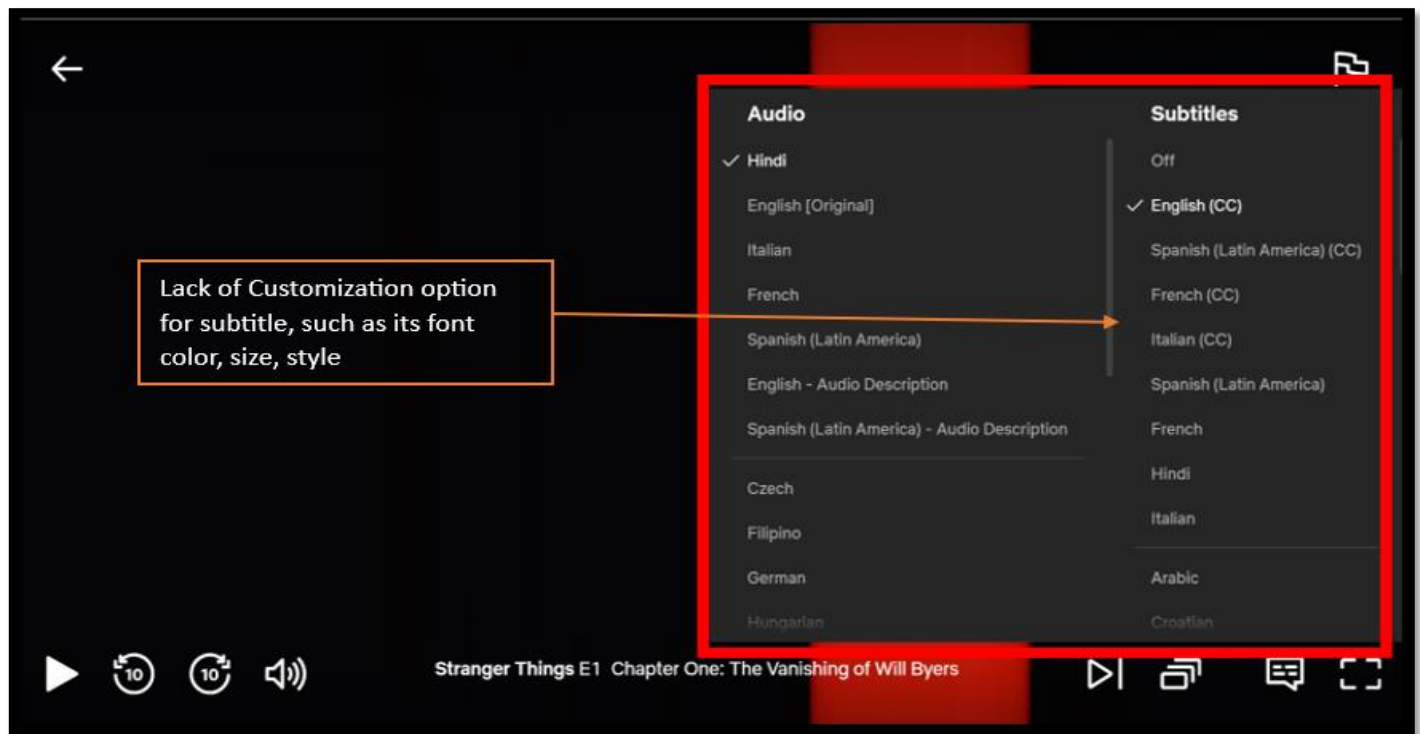 Audio
Hindi
English [Original]
Italian
French
Spanish (Latin America)
English - Audio Description
Spanish (Latin America) - Audio Description
Czech
Filipino
German
Hungarian
Subtitles
Off
English (CC)
Spanish (Latin America) (CC)
French (CC)
Italian (CC)
Spanish (Latin America)
French
Hindi
Italian
Arabic
Croatian
Lack of Customization option
for subtitle, such as its font
color, size, style
10
10
Stranger Things E1 Chapter One: The Vanishing of Will Byers